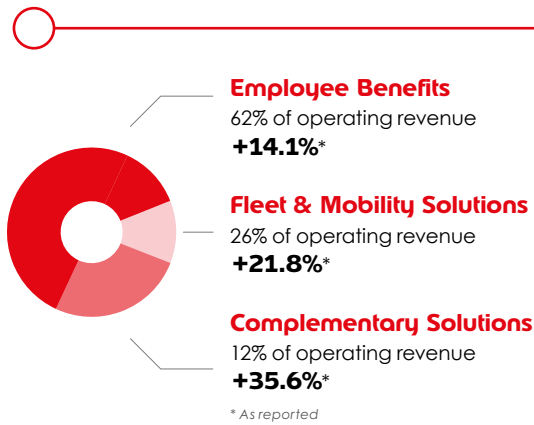 Employee Benefits
62% of operating revenue
+14.1%*
Fleet & Mobility Solutions
26% of operating revenue
+21.8%*
Complementary Solutions
12% of operating revenue
+35.6%*
* As reported